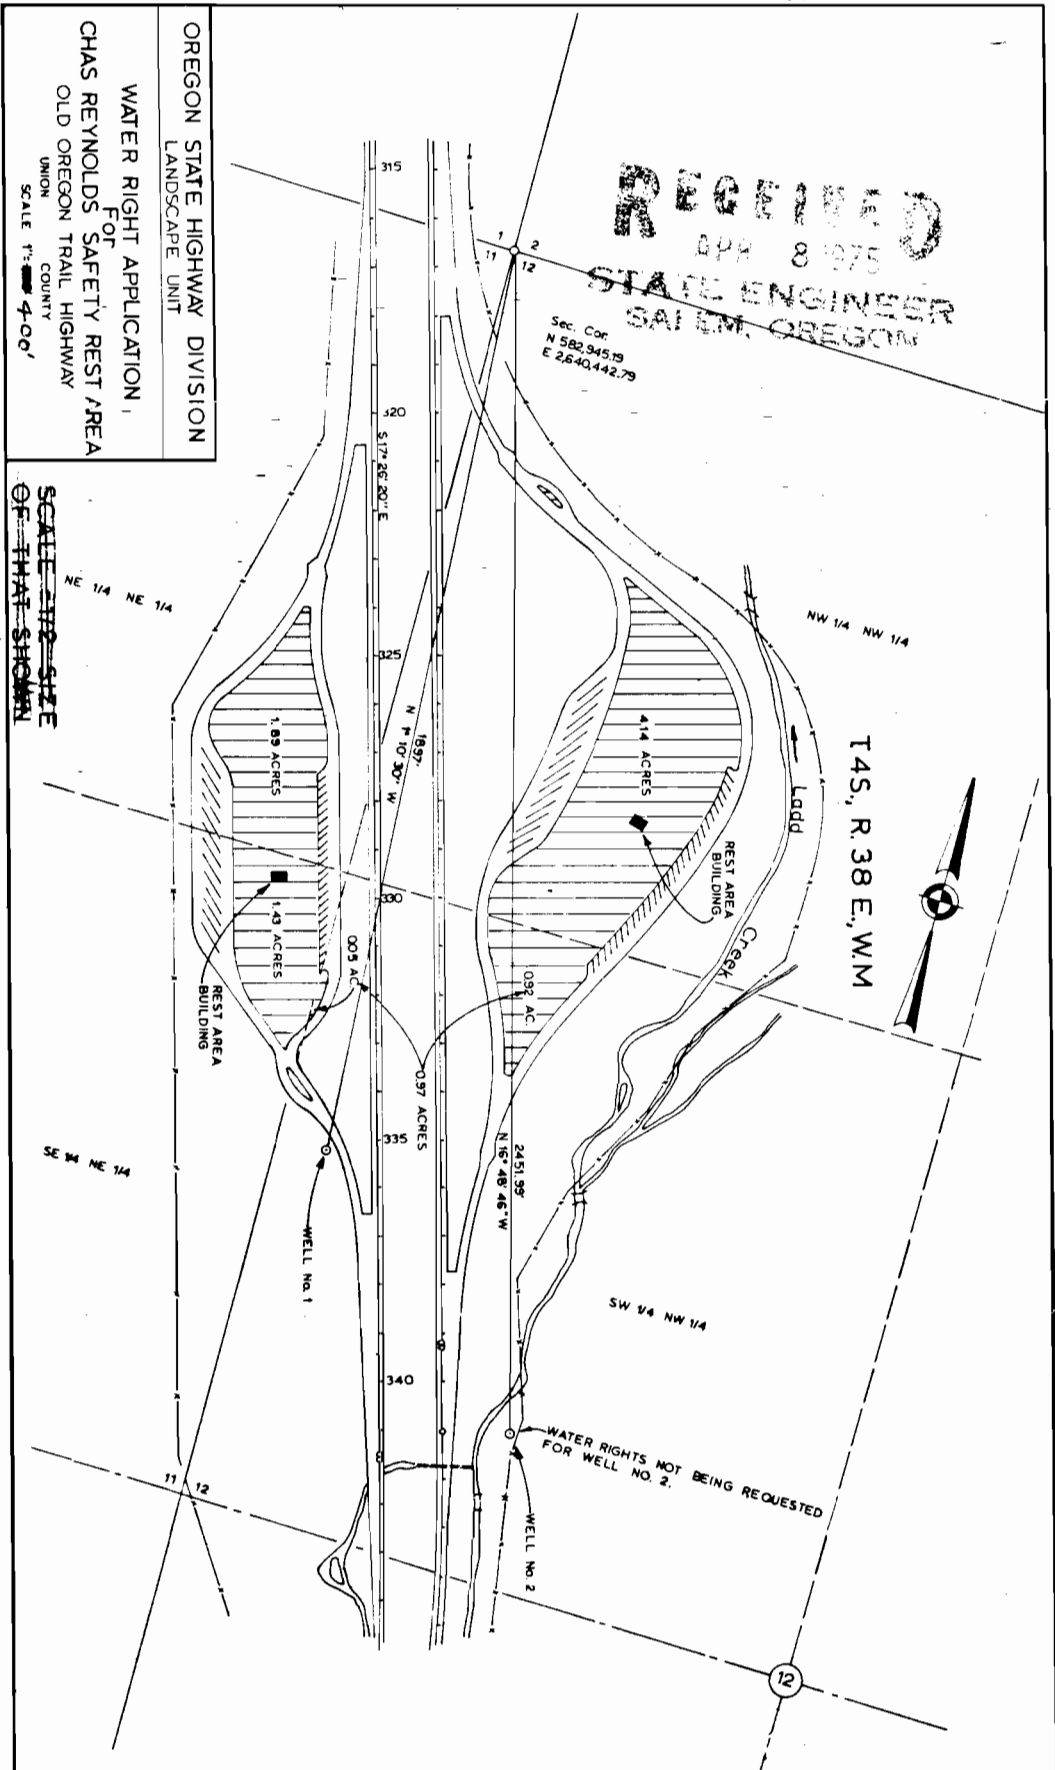 RECEIVED
APR 8 1975
STATE ENGINEER
SALEM, OREGON
OREGON STATE HIGHWAY DIVISION
LANDSCAPE UNIT
WATER RIGHT APPLICATION,
For
CHAS REYNOLDS SAFETY REST AREA
OLD OREGON TRAIL HIGHWAY
UNION COUNTY
SCALE 1"= 400'
SCALE = 1/2 SIZE
OF THAT SHOWN
T4S., R. 38 E., W.M
1 2
11 12
Sec. Cor.
N 582,945.19
E 2,640,442.79
315
320
325
330
335
340
S 17° 26' 20" E
1897'
N 1° 10' 30" W
NE 1/4 NE 1/4
NW 1/4 NW 1/4
SE 1/4 NE 1/4
SW 1/4 NW 1/4
Ladd
Creek
4.14 ACRES
REST AREA
BUILDING
0.92 AC.
1.89 ACRES
1.43 ACRES
0.05 AC.
0.97 ACRES
REST AREA
BUILDING
2451.99'
N 16° 48' 46" W
WELL No. 1
WATER RIGHTS NOT BEING REQUESTED
FOR WELL NO. 2.
WELL No. 2
11 12
12